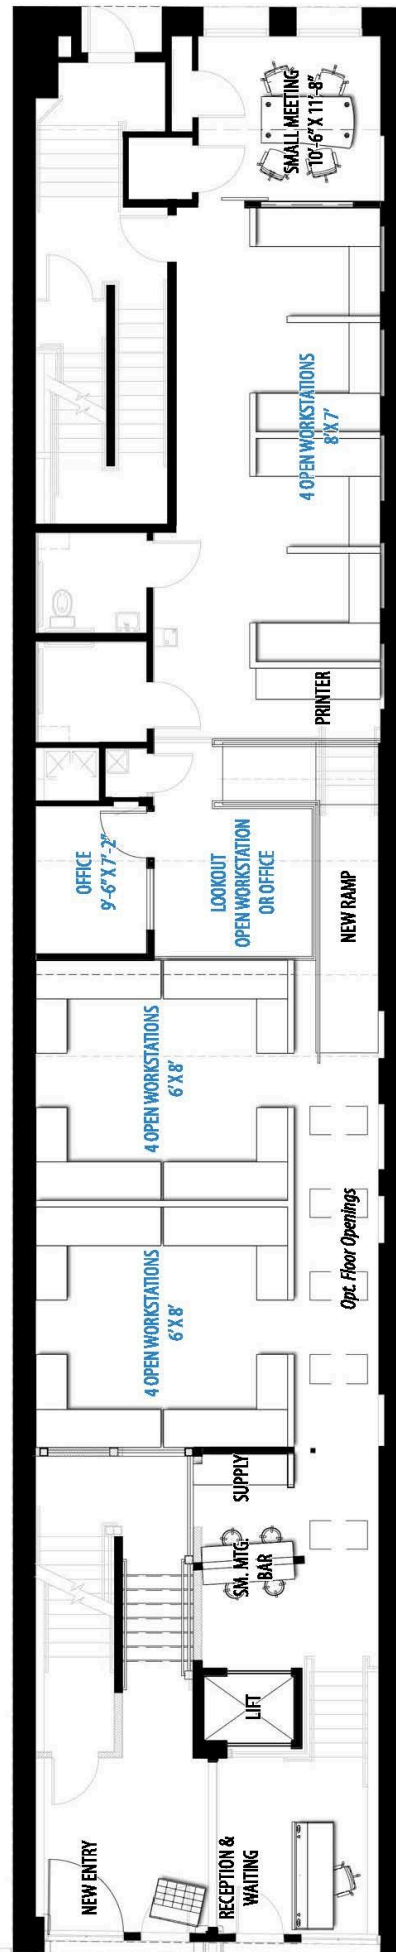 SMALL MEETING
10'-6" X 11'-8"
4 OPEN WORKSTATIONS
8'X 7'
PRINTER
OFFICE
9'-6"X 7'-2"
LOOKOUT
OPEN WORKSTATION
OR OFFICE
NEW RAMP
4 OPEN WORKSTATIONS
6'X 8'
Opt. Floor Openings
4 OPEN WORKSTATIONS
6'X 8'
SUPPLY
SM. MTG.
BAR
LIFT
NEW ENTRY
RECEPTION &
WAITING